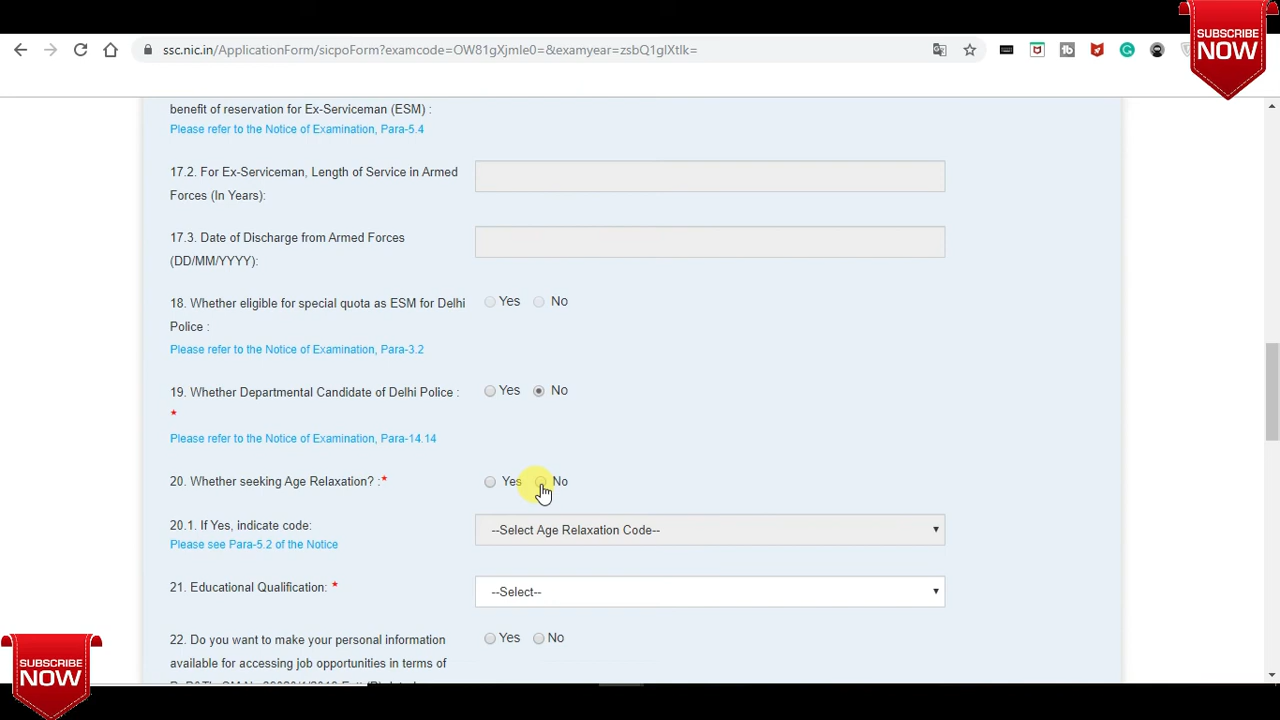 SUBSCRIBE
NOW
ssc.nic.in/ApplicationForm/sicpoForm?examcode=OW81gXjmIe0=&examyear=zsbQ1glXtlk=
benefit of reservation for Ex-Serviceman (ESM) :
Please refer to the Notice of Examination, Para-5.4
17.2. For Ex-Serviceman, Length of Service in Armed
Forces (In Years):
17.3. Date of Discharge from Armed Forces
(DD/MM/YYYY):
18. Whether eligible for special quota as ESM for Delhi
Police :
Yes No
Please refer to the Notice of Examination, Para-3.2
19. Whether Departmental Candidate of Delhi Police :
*
Yes No
Please refer to the Notice of Examination, Para-14.14
20. Whether seeking Age Relaxation? :*
Yes No
20.1. If Yes, indicate code:
--Select Age Relaxation Code--
Please see Para-5.2 of the Notice
21. Educational Qualification: *
--Select--
22. Do you want to make your personal information
Yes No
available for accessing job opportunities in terms of
SUBSCRIBE
NOW